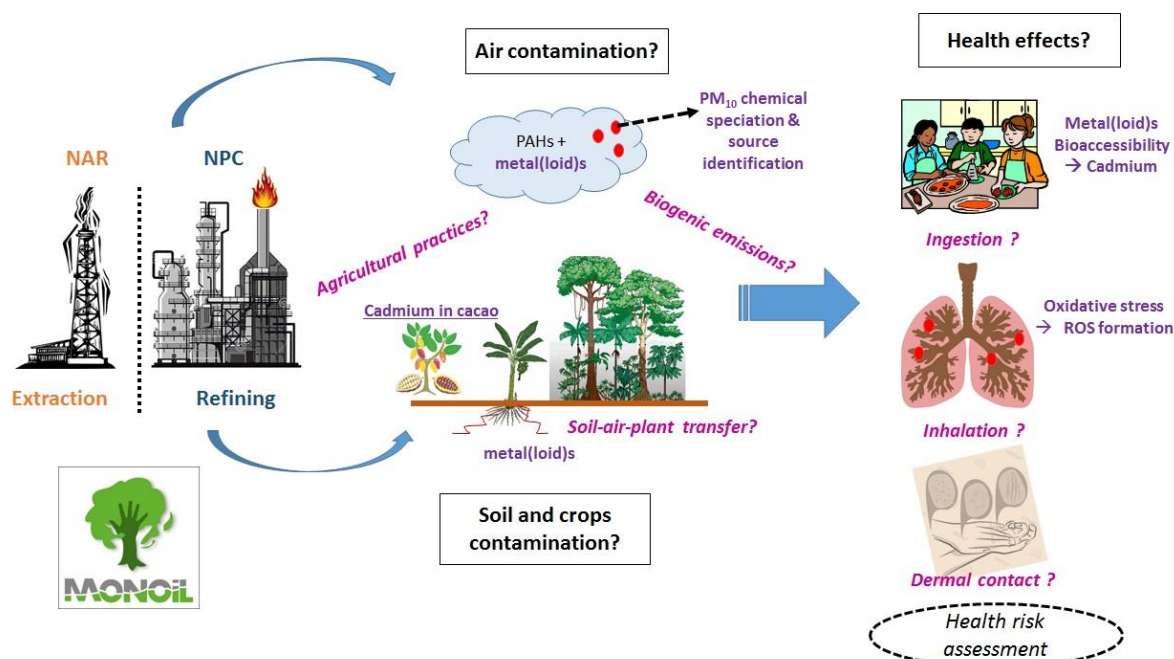 Air contamination?
Health effects?
NAR
NPC
Extraction
Refining
PAHs +
metal(loid)s
PM₁₀ chemical
speciation &
source
identification
Agricultural practices?
Biogenic emissions?
Cadmium in cacao
Soil-air-plant transfer?
metal(loid)s
Soil and crops
contamination?
MONOiL
Metal(loid)s
Bioaccessibility
→ Cadmium
Ingestion ?
Oxidative stress
→ ROS formation
Inhalation ?
Dermal contact ?
Health risk
assessment